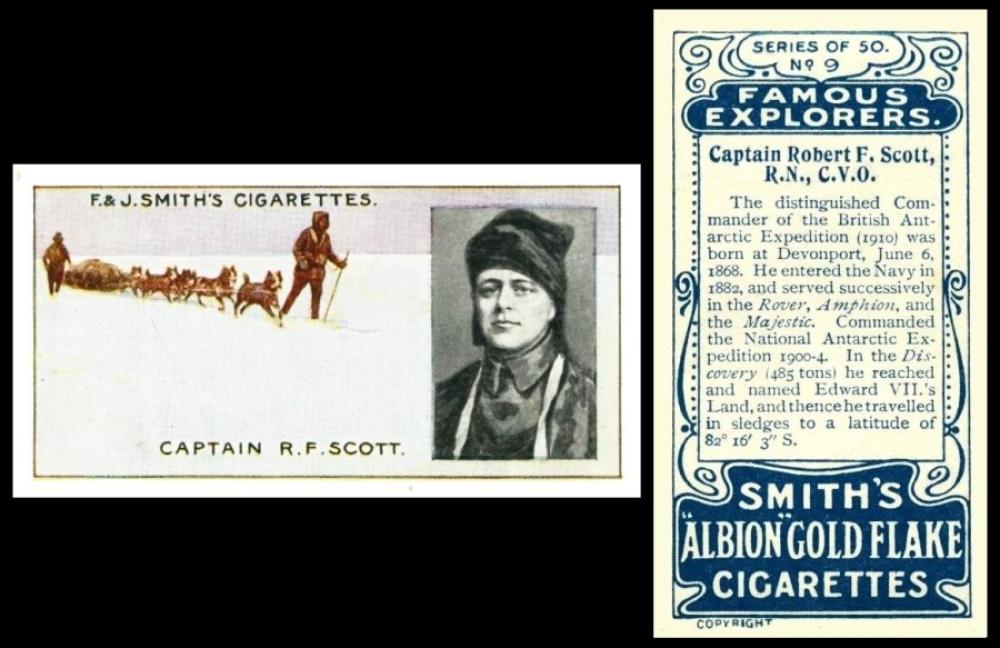 F.& J. SMITH'S CIGARETTES.
CAPTAIN R.F. SCOTT.
SERIES OF 50.
Nº 9
FAMOUS
EXPLORERS.
Captain Robert F. Scott,
R.N., C.V.O.
The distinguished Com-
mander of the British Ant-
arctic Expedition (1910) was
born at Devonport, June 6,
1868. He entered the Navy in
1882, and served successively
in the Rover, Amphion, and
the Majestic. Commanded
the National Antarctic Ex-
pedition 1900-4. In the Dis-
covery (485 tons) he reached
and named Edward VII.'s
Land, and thence he travelled
in sledges to a latitude of
82° 16' 3" S.
SMITH'S
"ALBION" GOLD FLAKE
CIGARETTES
COPYRIGHT